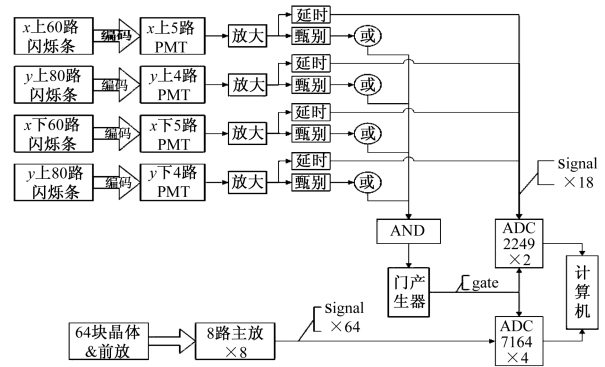 x上60路
闪烁条
编码
x上5路
PMT
放大
延时
甄别
或
y上80路
闪烁条
编码
y上4路
PMT
放大
延时
甄别
或
x下60路
闪烁条
编码
x下5路
PMT
放大
延时
甄别
或
y上80路
闪烁条
编码
y下4路
PMT
放大
延时
甄别
或
Signal
×18
AND
ADC
2249
×2
门产
生器
gate
计算机
64块晶体
&前放
8路主放
×8
Signal
×64
ADC
7164
×4